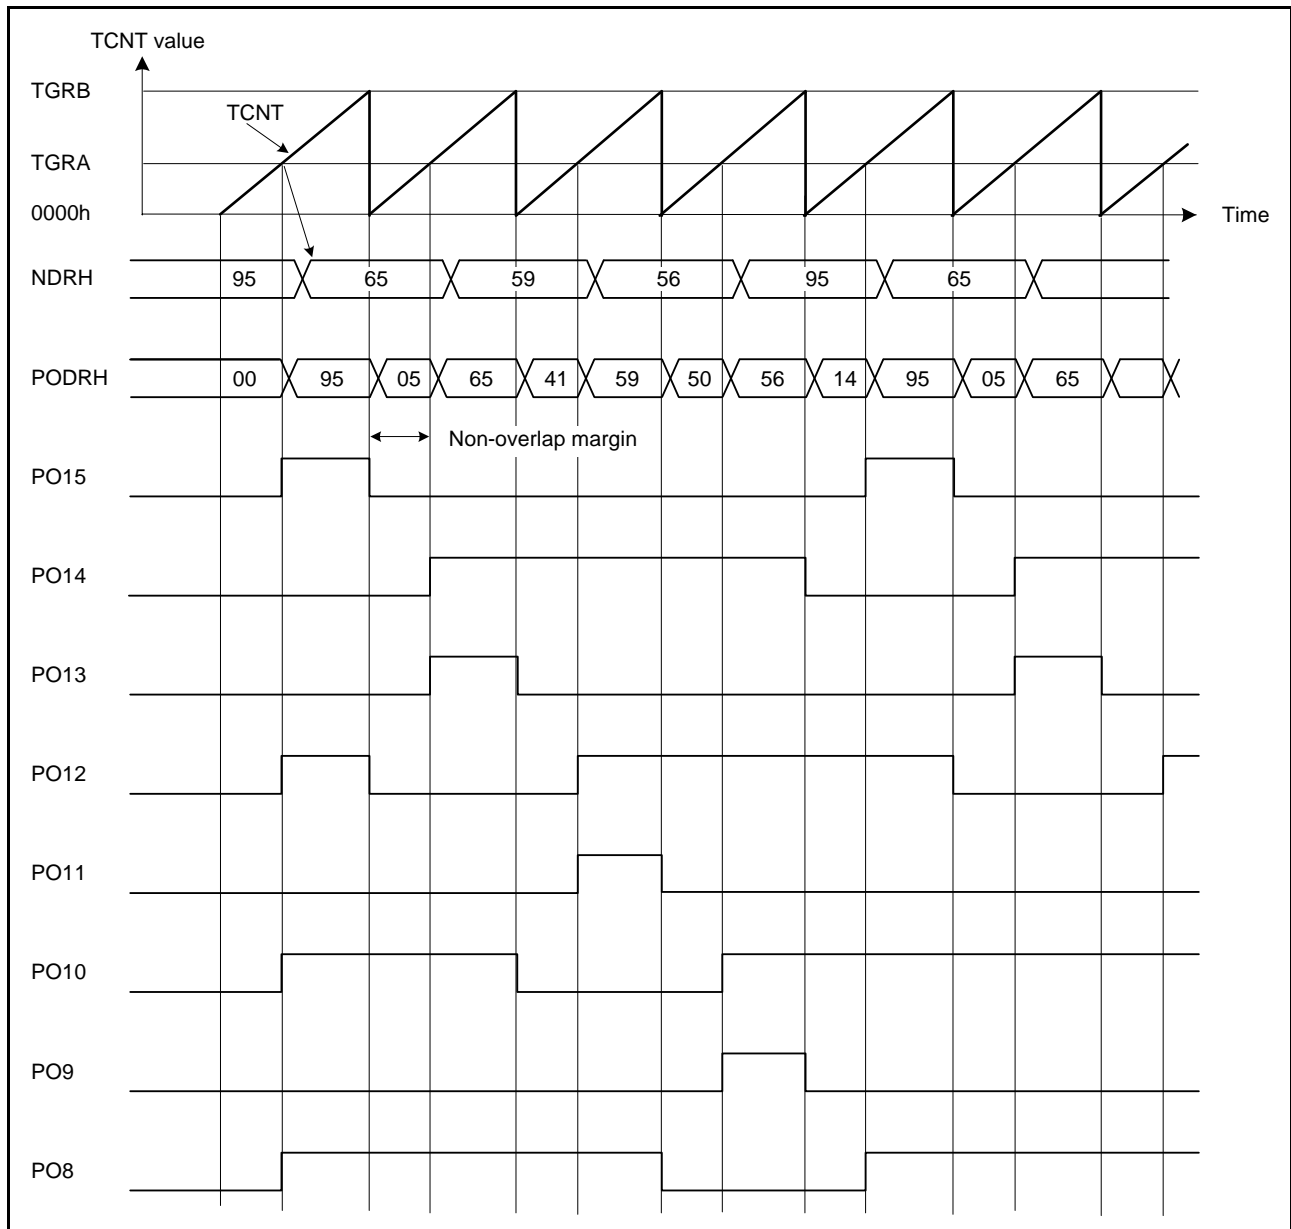 TCNT value
TGRB
TCNT
TGRA
0000h
Time
NDRH 95 65 59 56 95 65
PODRH 00 95 05 65 41 59 50 56 14 95 05 65
Non-overlap margin
PO15
PO14
PO13
PO12
PO11
PO10
PO9
PO8